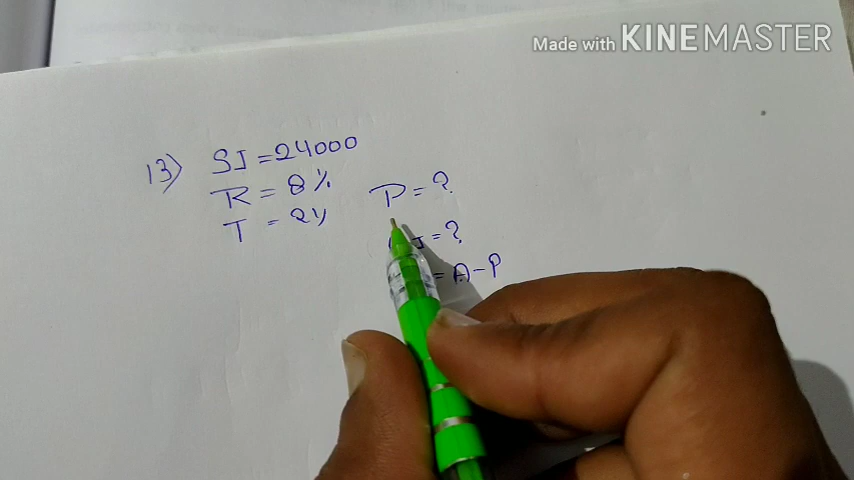 Made with KINEMASTER
13) SI = 24000
R = 8%
T = 2y
P = ?
I = ?
= A - P